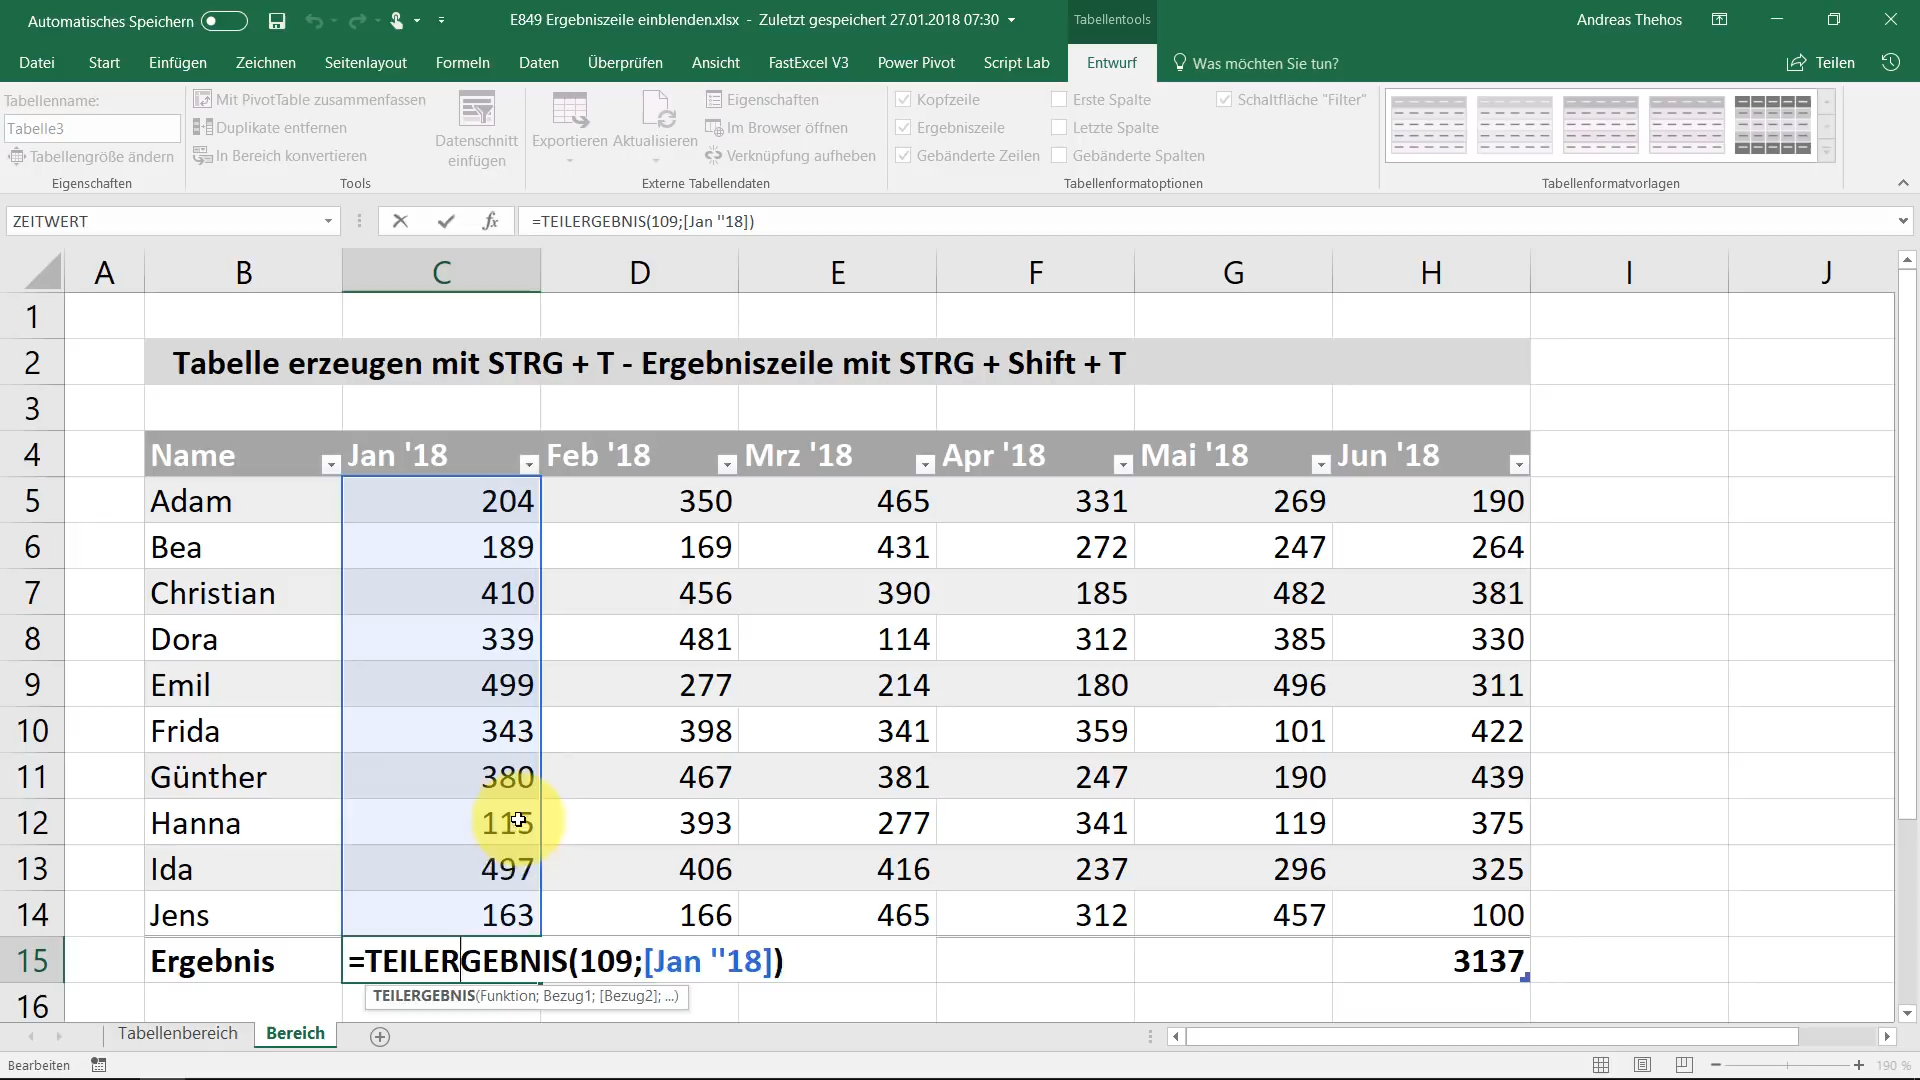 Automatisches Speichern
E849 Ergebniszeile einblenden.xlsx - Zuletzt gespeichert 27.01.2018 07:30
Tabellentools
Andreas Thehos
Datei Start Einfügen Zeichnen Seitenlayout Formeln Daten Überprüfen Ansicht FastExcel V3 Power Pivot Script Lab Entwurf Was möchten Sie tun? Teilen
Tabellenname:
Tabelle3
Tabellengröße ändern
Eigenschaften
Mit PivotTable zusammenfassen
Duplikate entfernen
In Bereich konvertieren
Datenschnitt
einfügen
Tools
Exportieren
Aktualisieren
Eigenschaften
Im Browser öffnen
Verknüpfung aufheben
Externe Tabellendaten
Kopfzeile
Ergebniszeile
Gebänderte Zeilen
Erste Spalte
Letzte Spalte
Gebänderte Spalten
Schaltfläche "Filter"
Tabellenformatoptionen
Tabellenformatvorlagen
ZEITWERT
fx
=TEILERGEBNIS(109;[Jan ''18])
A B C D E F G H I J
1
2 Tabelle erzeugen mit STRG + T - Ergebniszeile mit STRG + Shift + T
3
4 Name Jan '18 Feb '18 Mrz '18 Apr '18 Mai '18 Jun '18
5 Adam 204 350 465 331 269 190
6 Bea 189 169 431 272 247 264
7 Christian 410 456 390 185 482 381
8 Dora 339 481 114 312 385 330
9 Emil 499 277 214 180 496 311
10 Frida 343 398 341 359 101 422
11 Günther 380 467 381 247 190 439
12 Hanna 115 393 277 341 119 375
13 Ida 497 406 416 237 296 325
14 Jens 163 166 465 312 457 100
15 Ergebnis =TEILERGEBNIS(109;[Jan ''18]) 3137
TEILERGEBNIS(Funktion; Bezug1; [Bezug2]; ...)
16
Tabellenbereich Bereich
Bearbeiten
190 %